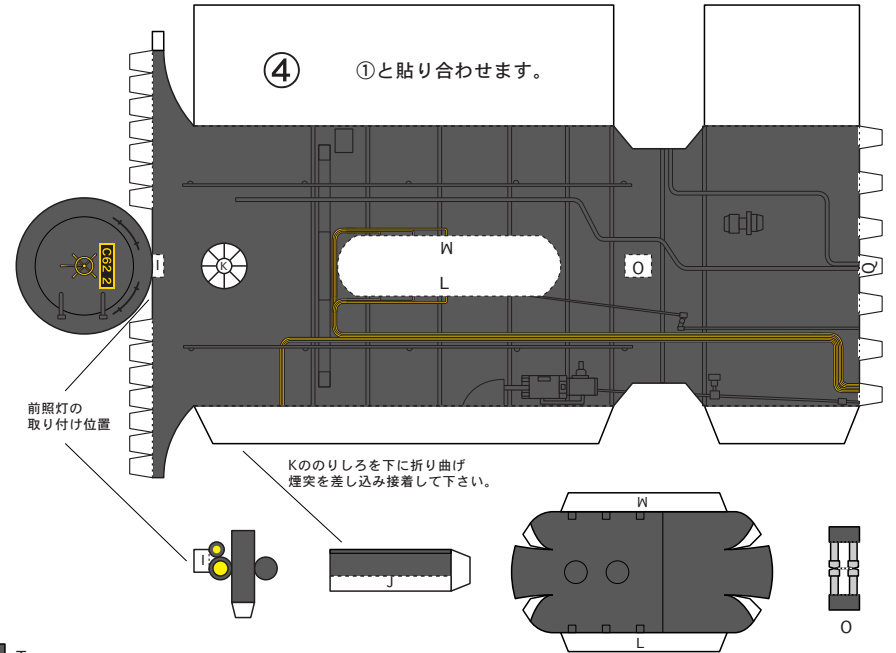 ④ ①と貼り合わせます。
M
L
I
K
O
Q
C62 2
前照灯の
取り付け位置
Kののりしろを下に折り曲げ
煙突を差し込み接着して下さい。
I
J
M
L
O
T